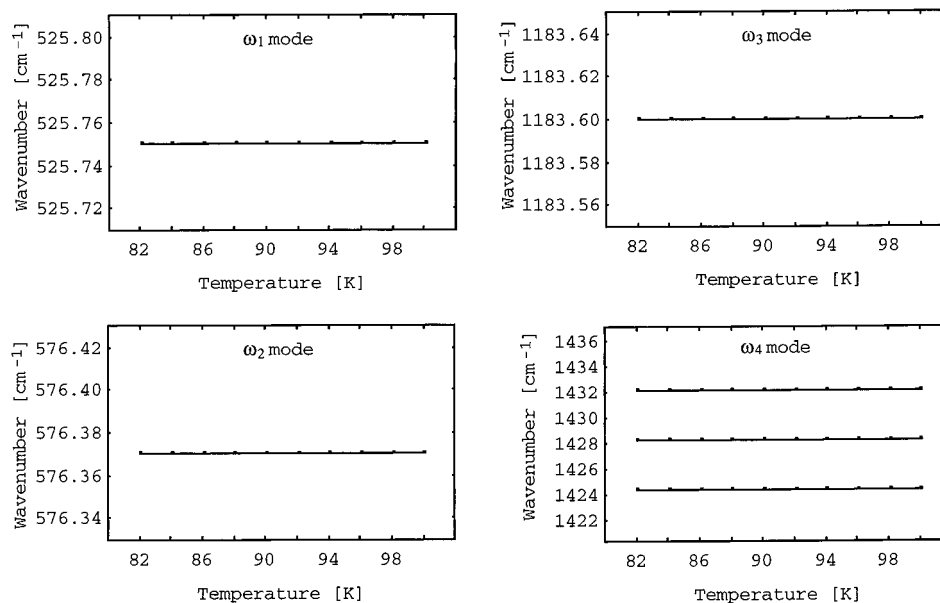 ω1 mode
Wavenumber [cm-1]
525.80
525.78
525.76
525.74
525.72
82 86 90 94 98
Temperature [K]
ω3 mode
Wavenumber [cm-1]
1183.64
1183.62
1183.60
1183.58
1183.56
82 86 90 94 98
Temperature [K]
ω2 mode
Wavenumber [cm-1]
576.42
576.40
576.38
576.36
576.34
82 86 90 94 98
Temperature [K]
ω4 mode
Wavenumber [cm-1]
1436
1434
1432
1430
1428
1426
1424
1422
82 86 90 94 98
Temperature [K]